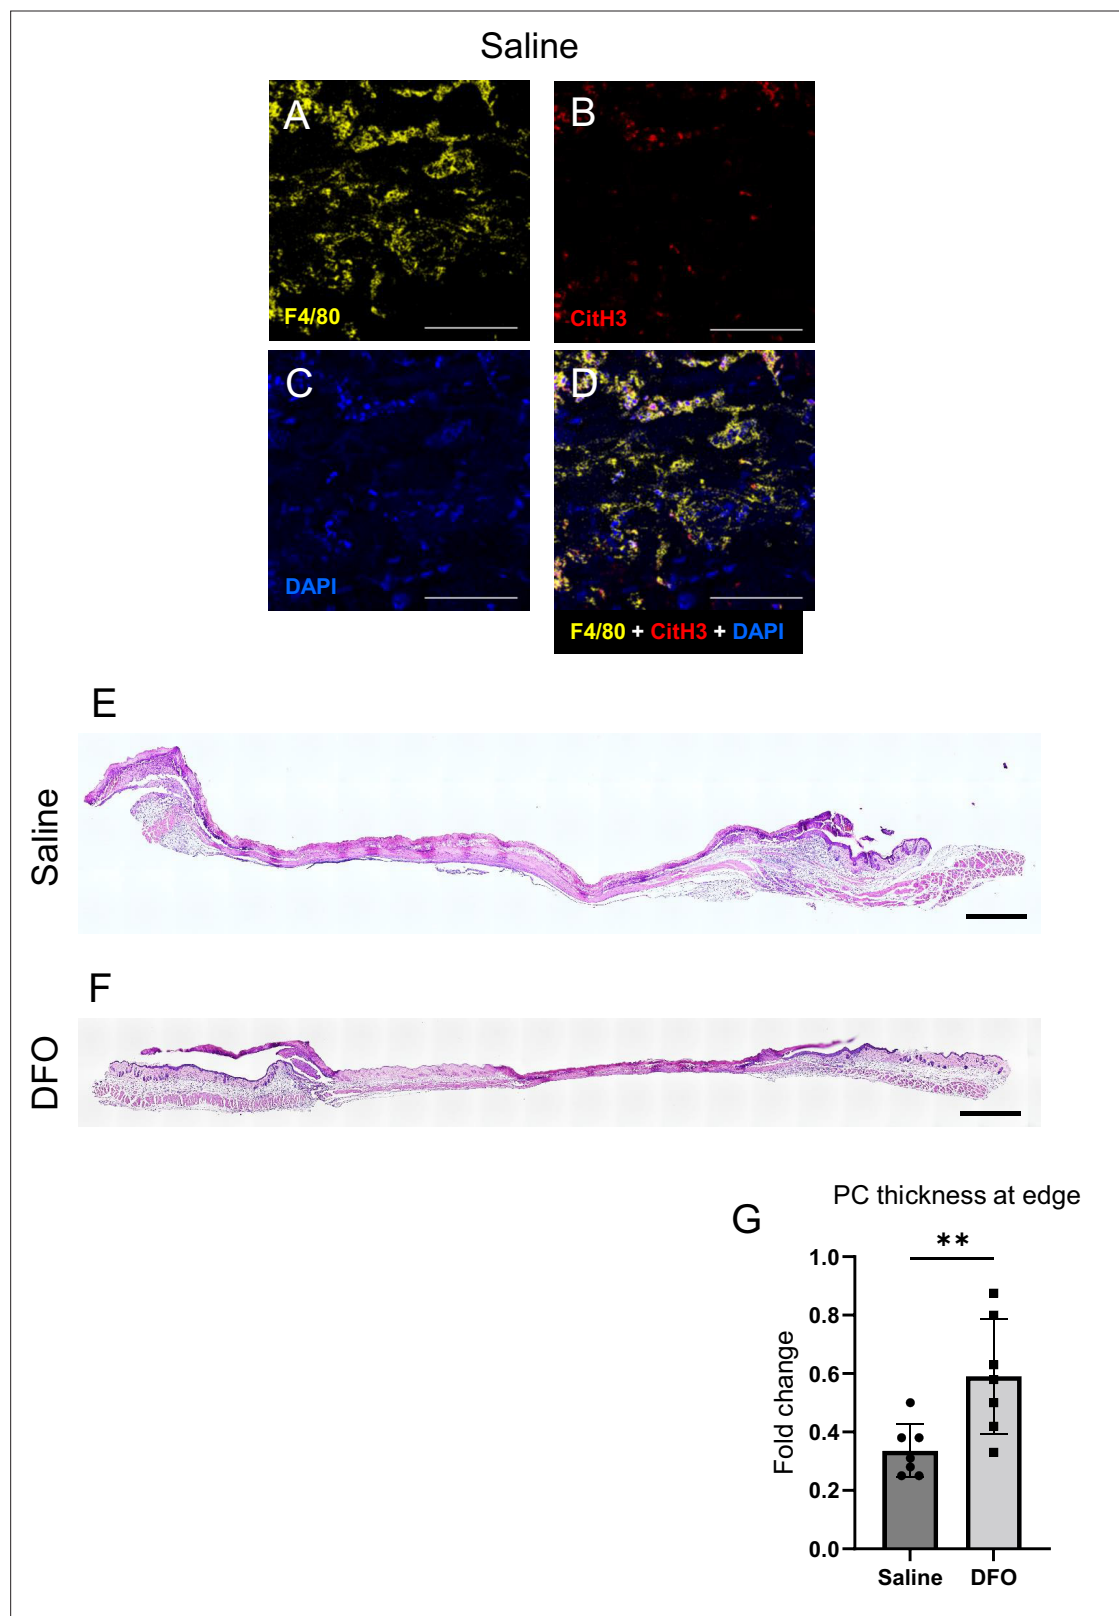 Saline
A
B
F4/80
CitH3
C
D
DAPI
F4/80 + CitH3 + DAPI
E
Saline
F
DFO
PC thickness at edge
G
**
1.0
0.8
0.6
0.4
0.2
0.0
Fold change
Saline DFO